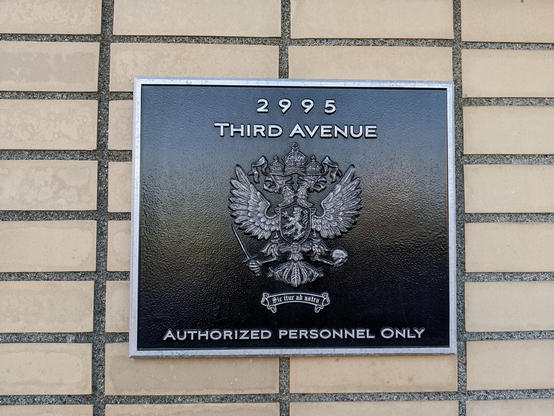 2995
THIRD AVENUE
Sic itur ad astra
AUTHORIZED PERSONNEL ONLY